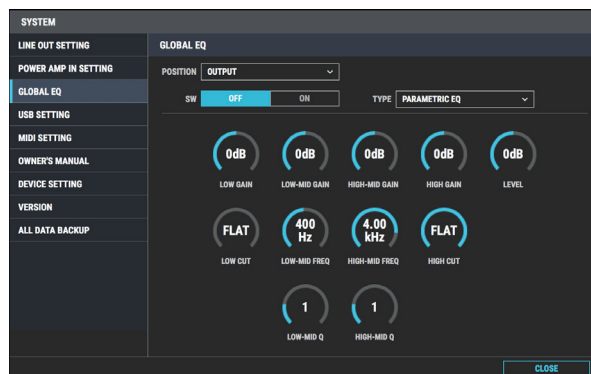 SYSTEM
LINE OUT SETTING
POWER AMP IN SETTING
GLOBAL EQ
USB SETTING
MIDI SETTING
OWNER'S MANUAL
DEVICE SETTING
VERSION
ALL DATA BACKUP
GLOBAL EQ
POSITION OUTPUT
SW OFF ON TYPE PARAMETRIC EQ
0dB 0dB 0dB 0dB 0dB
LOW GAIN LOW-MID GAIN HIGH-MID GAIN HIGH GAIN LEVEL
FLAT 400 Hz 4.00 kHz FLAT
LOW CUT LOW-MID FREQ HIGH-MID FREQ HIGH CUT
1 1
LOW-MID Q HIGH-MID Q
CLOSE